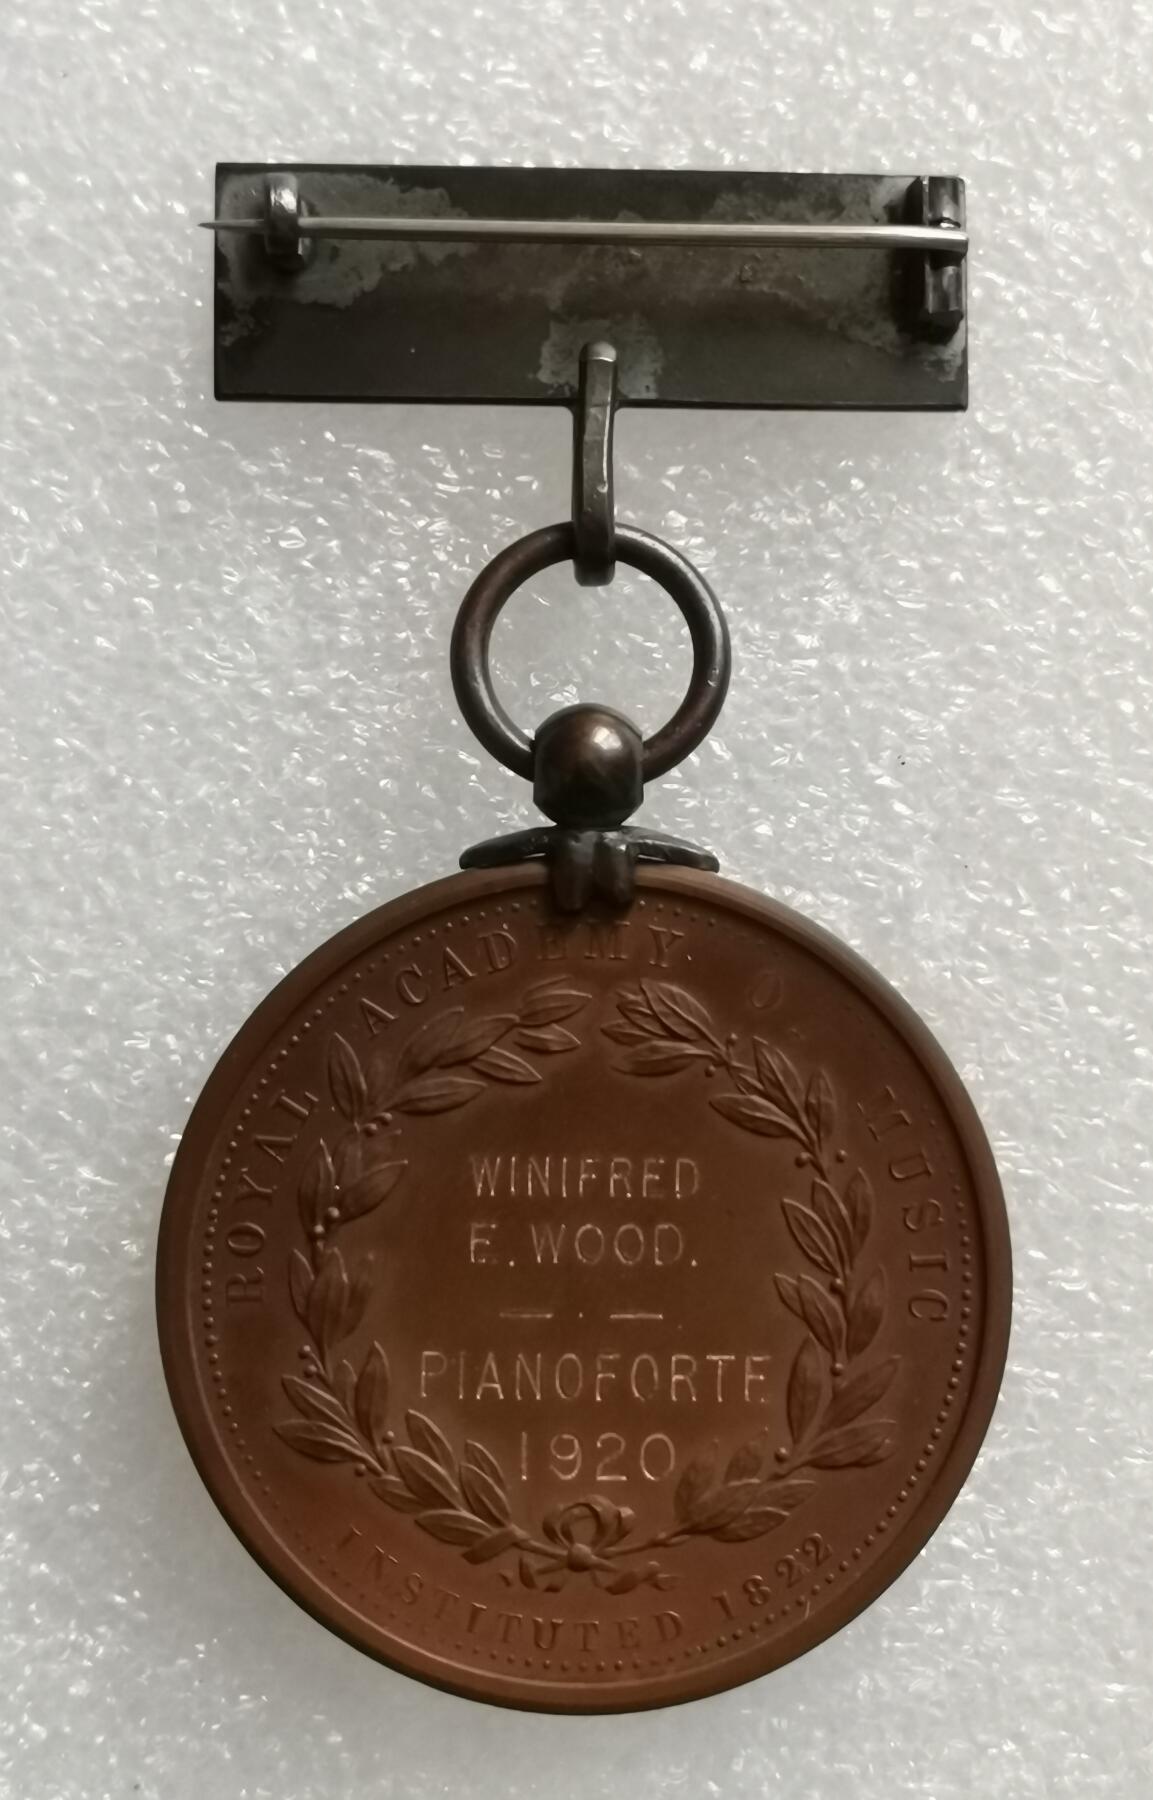 ROYAL ACADEMY O MUSIC
WINIFRED
E. WOOD.
PIANOFORTE
1920
INSTITUTED 1822